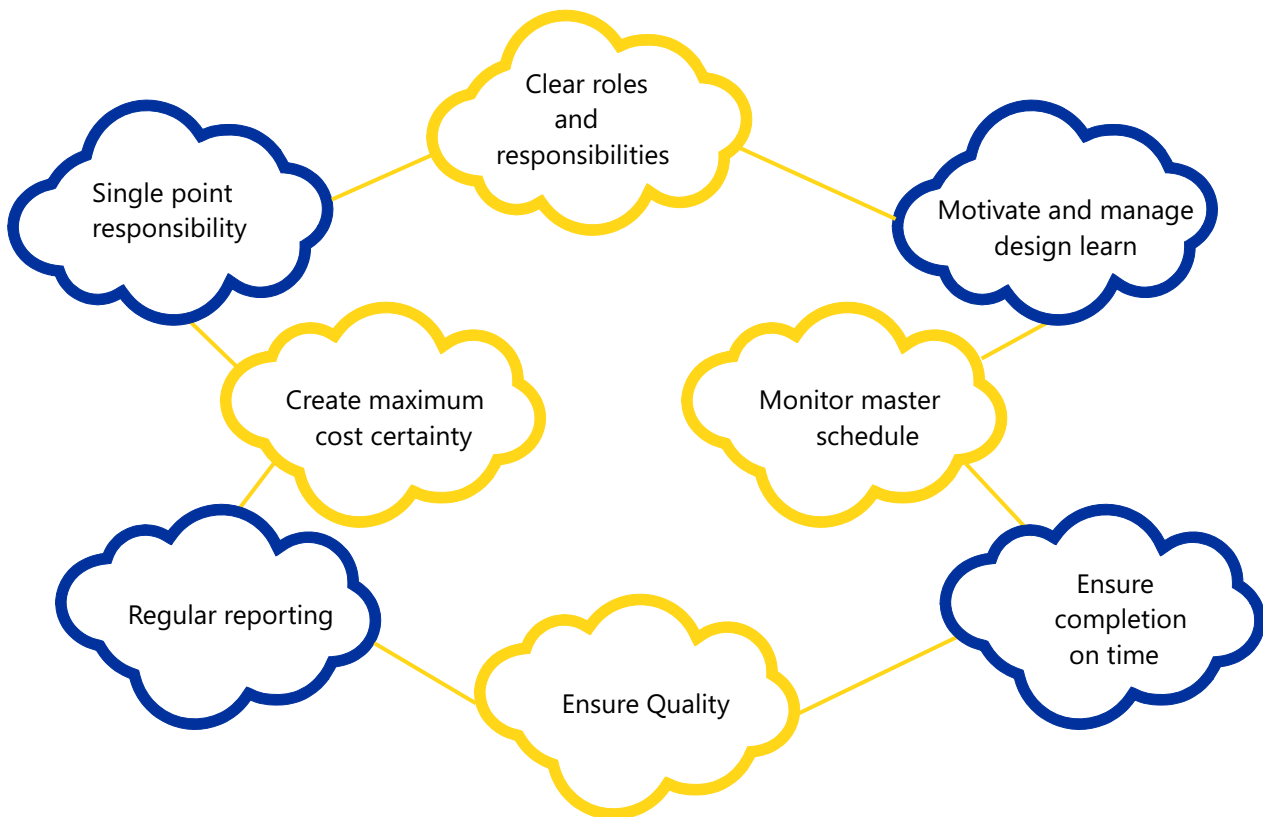 Clear roles
and
responsibilities
Single point
responsibility
Motivate and manage
design learn
Create maximum
cost certainty
Monitor master
schedule
Regular reporting
Ensure
completion
on time
Ensure Quality